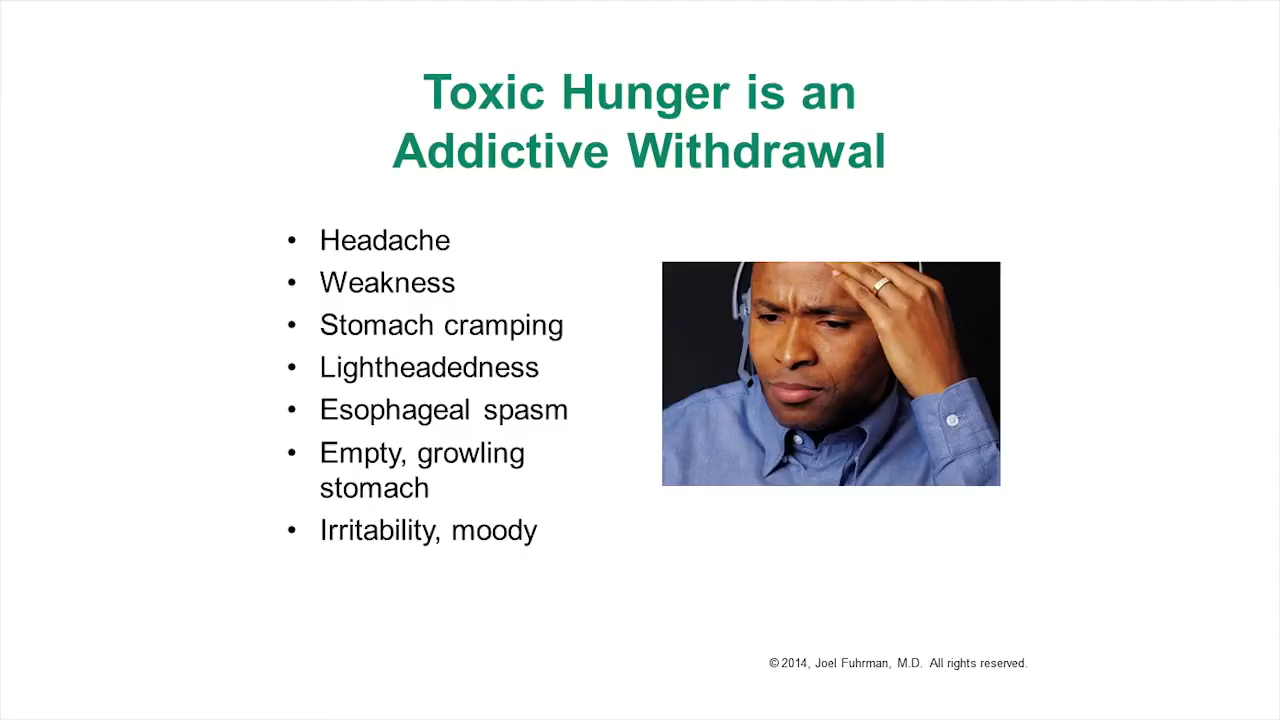 Toxic Hunger is an
Addictive Withdrawal
• Headache
• Weakness
• Stomach cramping
• Lightheadedness
• Esophageal spasm
• Empty, growling
stomach
• Irritability, moody
© 2014, Joel Fuhrman, M.D. All rights reserved.